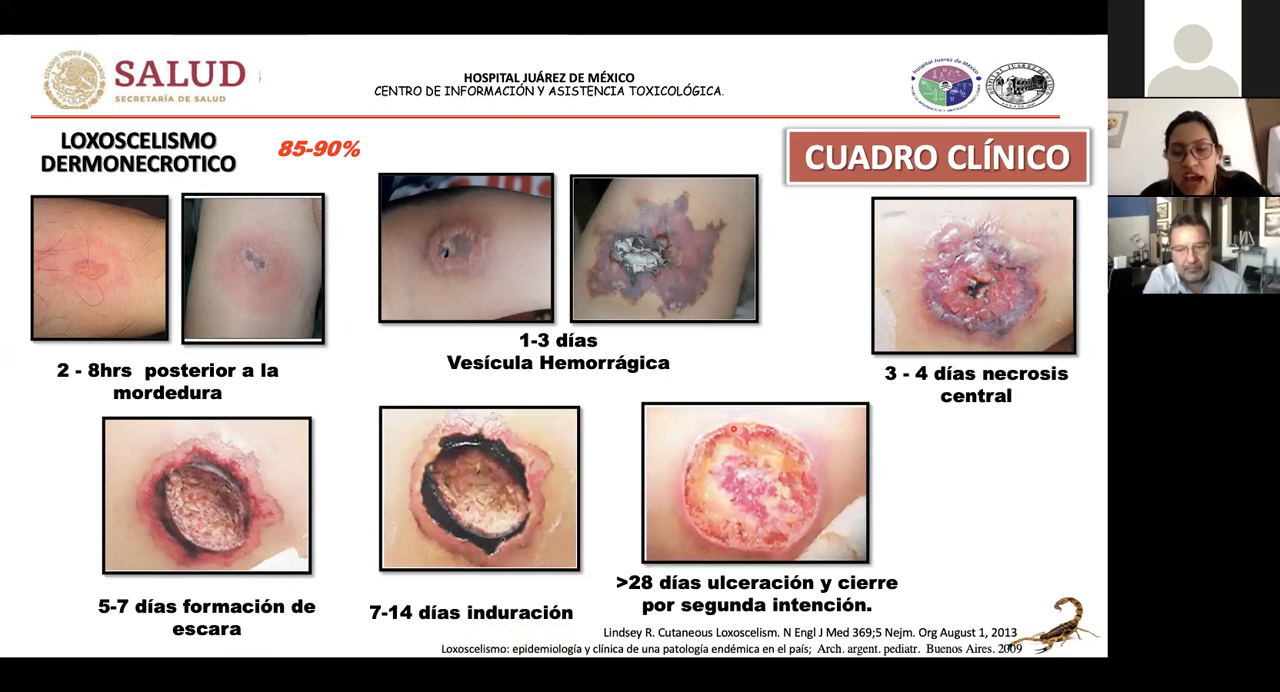 SALUD
SECRETARÍA DE SALUD
HOSPITAL JUÁREZ DE MÉXICO
CENTRO DE INFORMACIÓN Y ASISTENCIA TOXICOLÓGICA.
LOXOSCELISMO
DERMONECROTICO
85-90%
CUADRO CLÍNICO
2 - 8hrs posterior a la
mordedura
1-3 días
Vesícula Hemorrágica
3 - 4 días necrosis
central
5-7 días formación de
escara
7-14 días induración
>28 días ulceración y cierre
por segunda intención.
Lindsey R. Cutaneous Loxoscelism. N Engl J Med 369;5 Nejm. Org August 1, 2013
Loxoscelismo: epidemiología y clínica de una patología endémica en el país; Arch. argent. pediatr. Buenos Aires. 2009